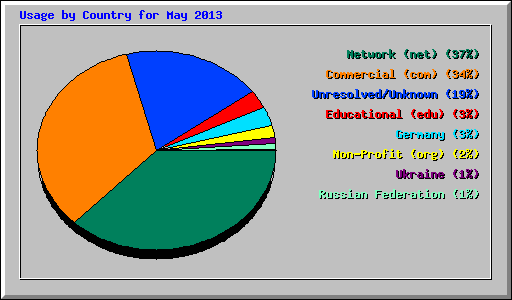 Usage by Country for May 2013
Network (net) (37%)
Commercial (com) (34%)
Unresolved/Unknown (19%)
Educational (edu) (3%)
Germany (3%)
Non-Profit (org) (2%)
Ukraine (1%)
Russian Federation (1%)